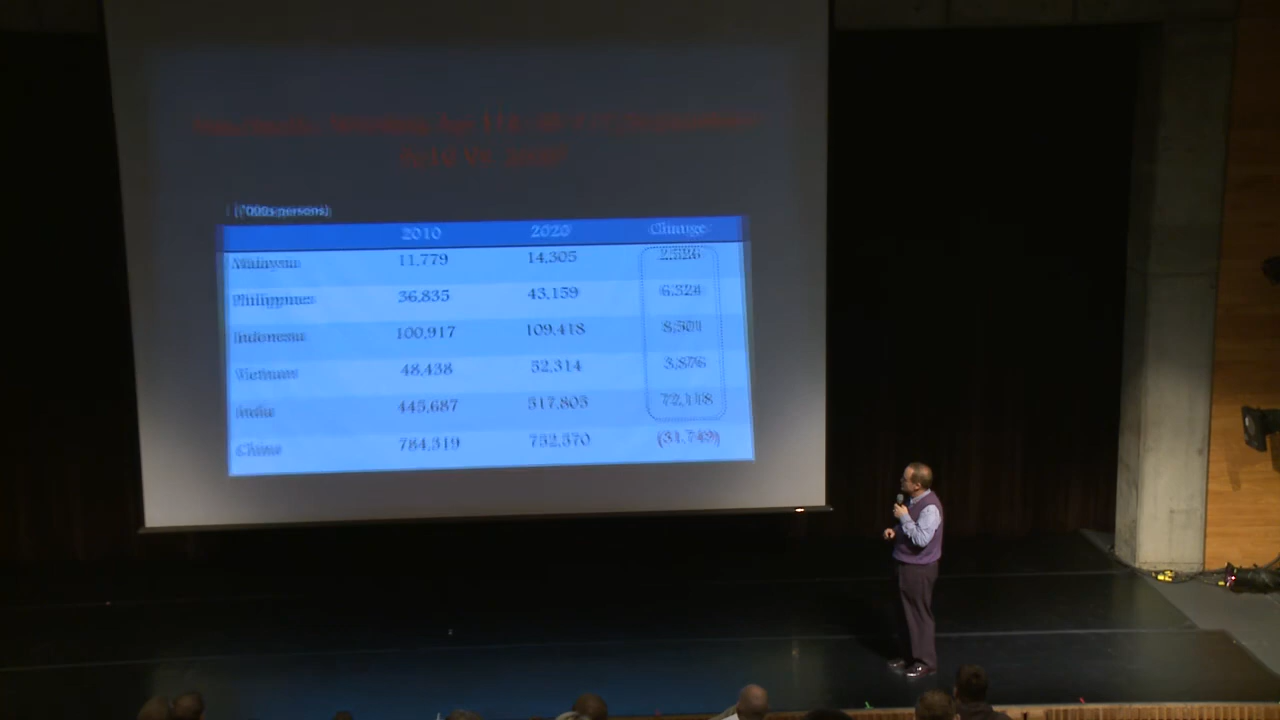 ('000s persons)
2010 2020 Change
Malaysia 11,779 14,305 2,526
Philippines 36,835 43,159 6,324
Indonesia 100,917 109,418 8,501
Vietnam 48,438 52,314 3,876
India 445,687 517,805 72,118
China 784,319 752,570 (31,749)